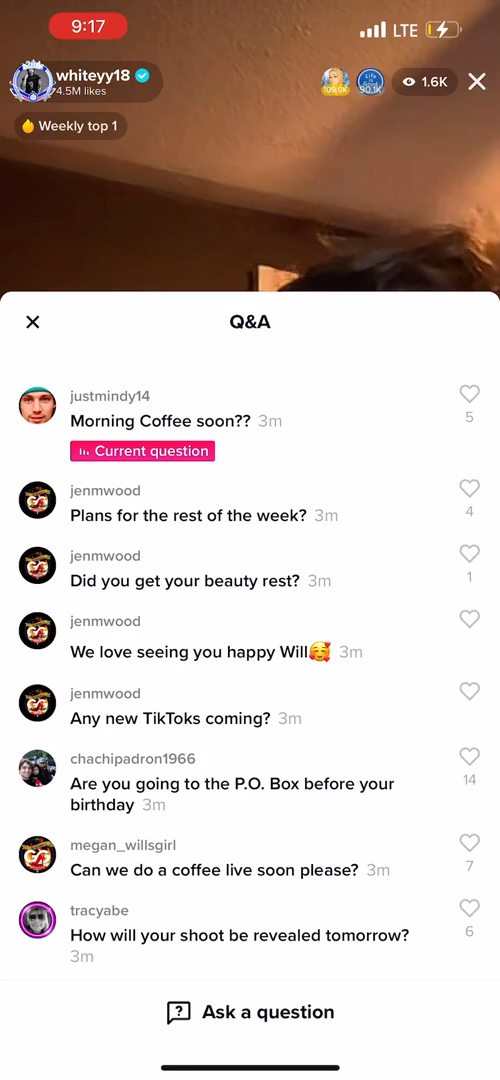 9:17
LTE
whiteyy18
4.5M likes
109.0K
90.1K
1.6K
Weekly top 1
Q&A
justmindy14
Morning Coffee soon?? 3m
5
Current question
jenmwood
Plans for the rest of the week? 3m
4
jenmwood
Did you get your beauty rest? 3m
1
jenmwood
We love seeing you happy Will🥰 3m
jenmwood
Any new TikToks coming? 3m
chachipadron1966
Are you going to the P.O. Box before your
birthday 3m
14
megan_willsgirl
Can we do a coffee live soon please? 3m
7
tracyabe
How will your shoot be revealed tomorrow?
3m
6
Ask a question